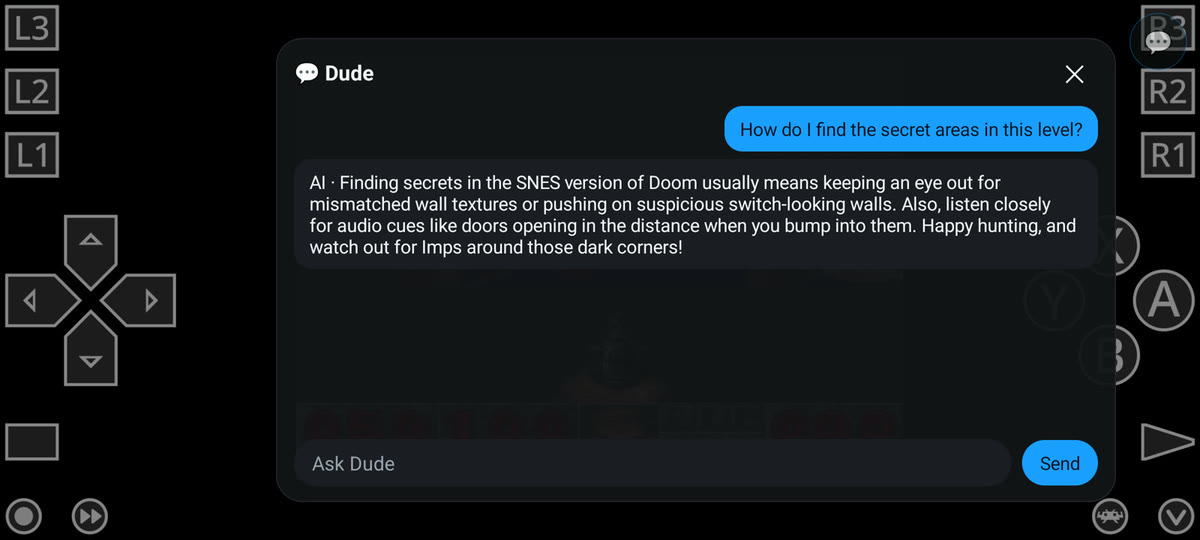 L3
L2
L1
R3
R2
R1
💬 Dude
How do I find the secret areas in this level?
AI · Finding secrets in the SNES version of Doom usually means keeping an eye out for
mismatched wall textures or pushing on suspicious switch-looking walls. Also, listen closely
for audio cues like doors opening in the distance when you bump into them. Happy hunting, and
watch out for Imps around those dark corners!
X
Y
A
B
Ask Dude
Send